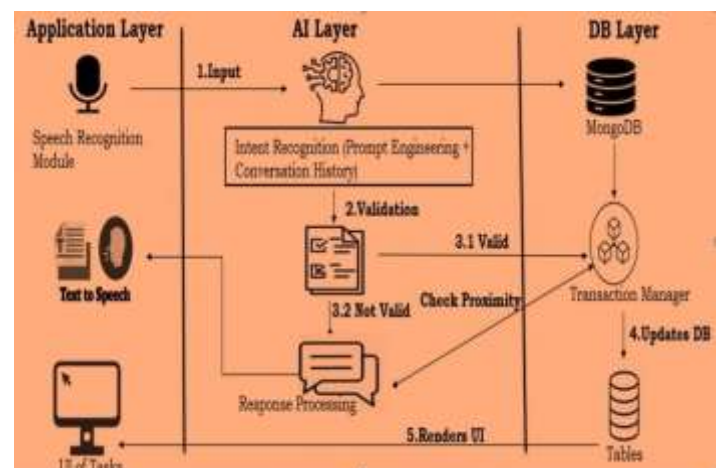 Application Layer
AI Layer
DB Layer
1.Input
Speech Recognition
Module
MongoDB
Intent Recognition (Prompt Engineering +
Conversation History)
2.Validation
3.1 Valid
Text to Speech
3.2 Not Valid
Check Proximity
Transaction Manager
4.Updates DB
Response Processing
5.Renders UI
UI of Tasks
Tables